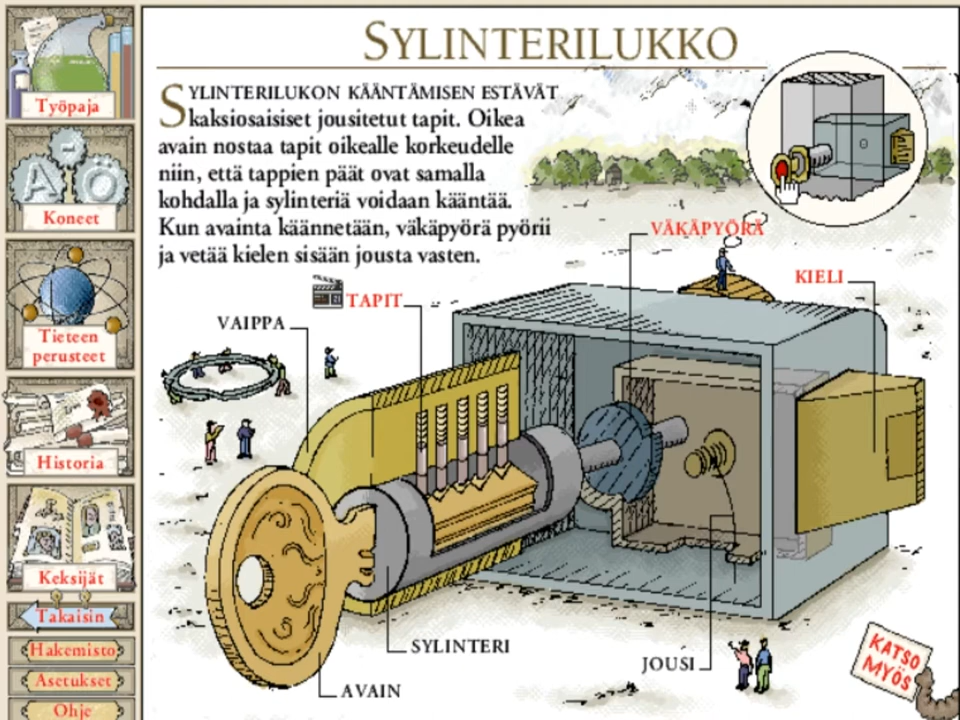 Työpaja
Koneet
Tieteen
perusteet
Historia
Keksijät
Takaisin
Hakemisto
Asetukset
Ohje
SYLINTERILUKKO
SYLINTERILUKON KÄÄNTÄMISEN ESTÄVÄT
kaksiosaisiset jousitetut tapit. Oikea
avain nostaa tapit oikealle korkeudelle
niin, että tappien päät ovat samalla
kohdalla ja sylinteriä voidaan kääntää.
Kun avainta käännetään, väkäpyörä pyörii
ja vetää kielen sisään jousta vasten.
VÄKÄPYÖRÄ
KIELI
TAPIT
VAIPPA
SYLINTERI
JOUSI
AVAIN
KATSO
MYÖS
A
Ö